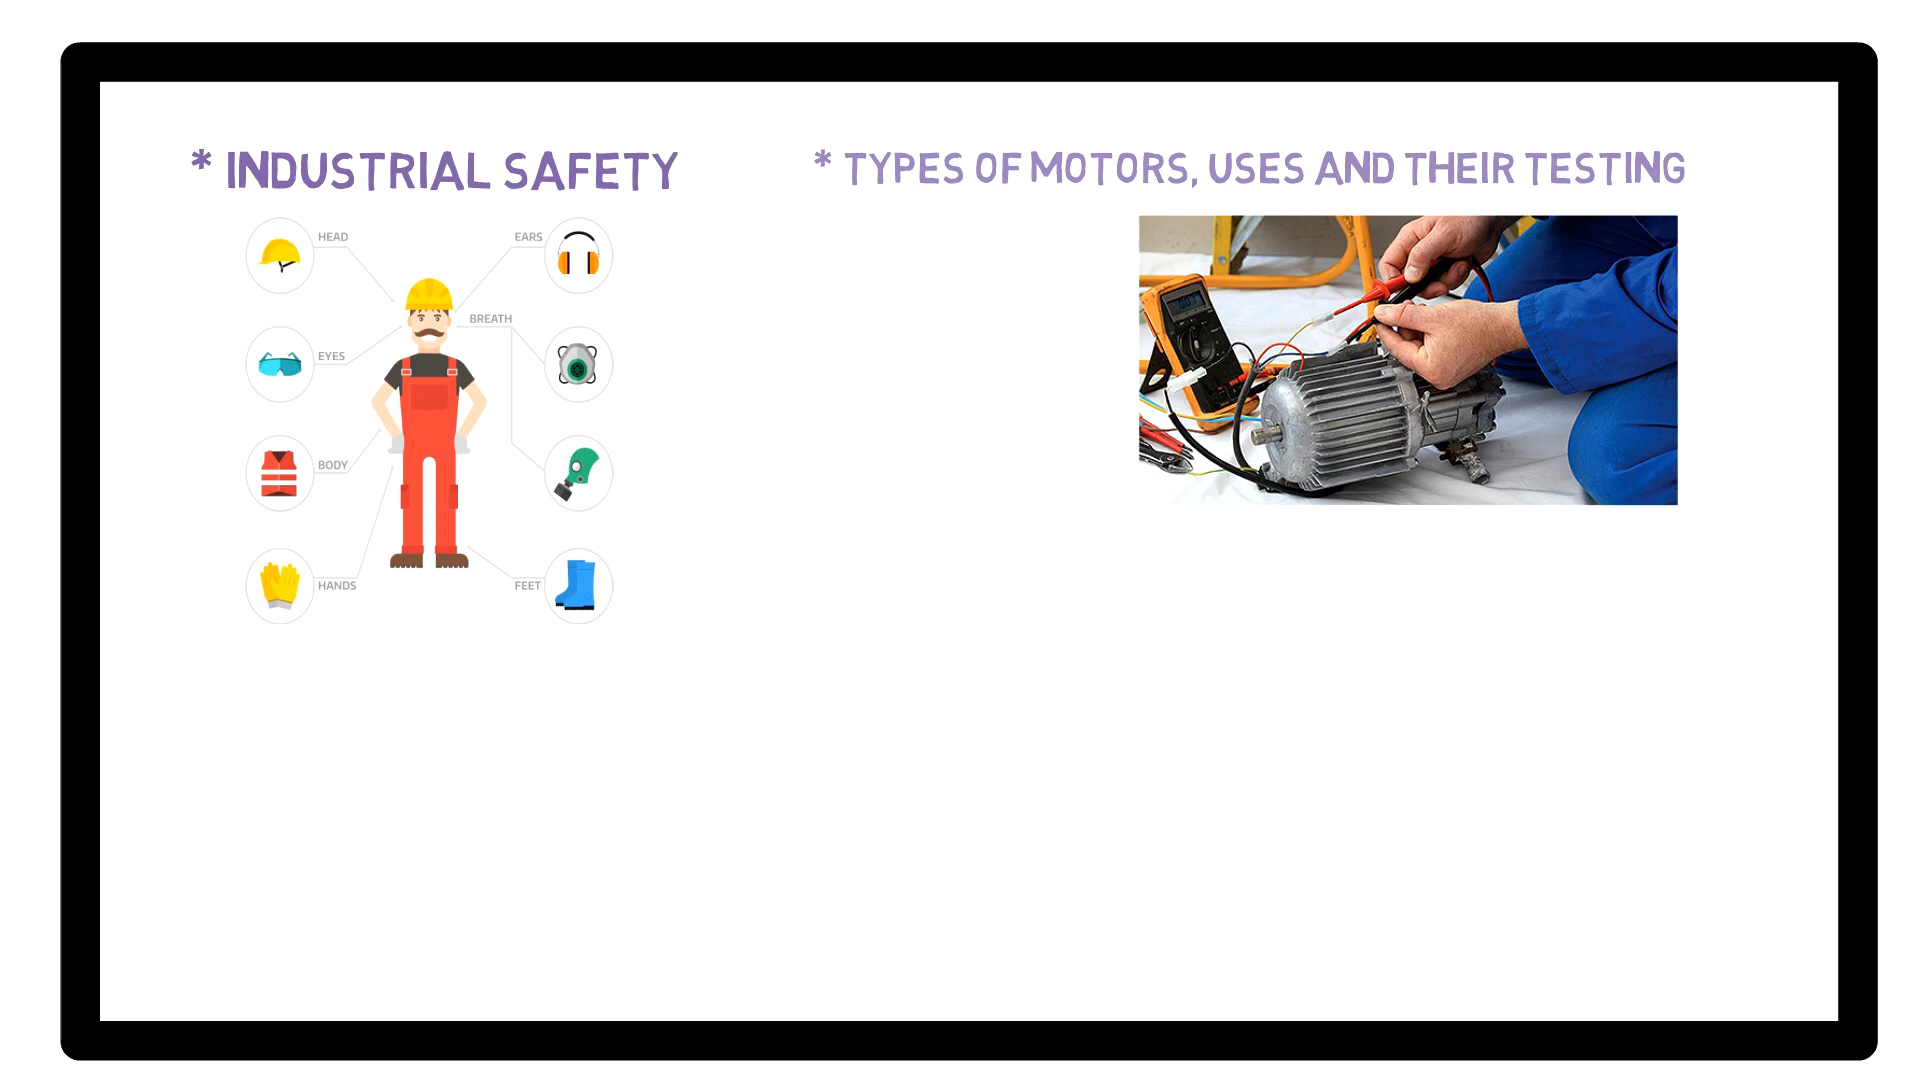 * INDUSTRIAL SAFETY
* TYPES OF MOTORS, USES AND THEIR TESTING
HEAD
EARS
BREATH
EYES
BODY
HANDS
FEET